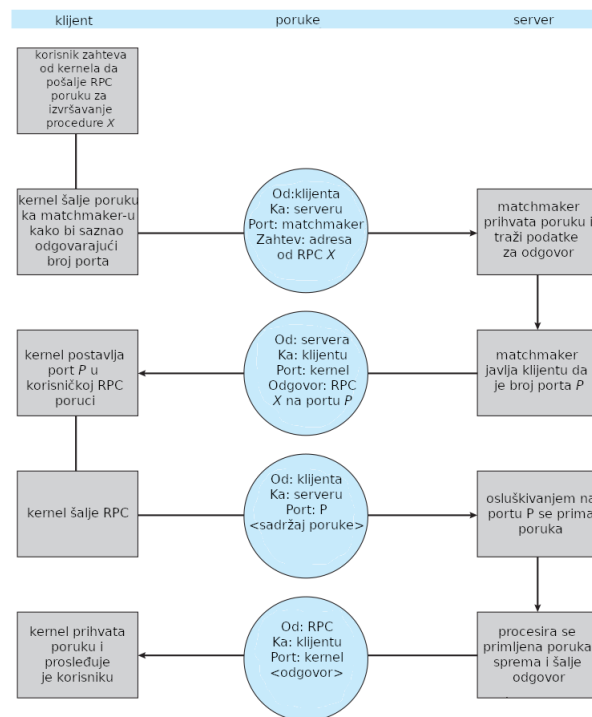 klijent
poruke
server
korisnik zahteva
od kernela da
pošalje RPC
poruku za
izvršavanje
procedure X
kernel šalje poruku
ka matchmaker-u
kako bi saznao
odgovarajući
broj porta
Od:klijenta
Ka: serveru
Port: matchmaker
Zahtev: adresa
od RPC X
matchmaker
prihvata poruku i
traži podatke
za odgovor
kernel postavlja
port P u
korisničkoj RPC
poruci
Od: servera
Ka: klijentu
Port: kernel
Odgovor: RPC
X na portu P
matchmaker
javlja klijentu da
je broj porta P
kernel šalje RPC
Od: klijenta
Ka: serveru
Port: P
<sadržaj poruke>
osluškivanjem na
portu P se prima
poruka
kernel prihvata
poruku i
prosleđuje
je korisniku
Od: RPC
Ka: klijentu
Port: kernel
<odgovor>
procesira se
primljena poruka,
sprema i šalje
odgovor